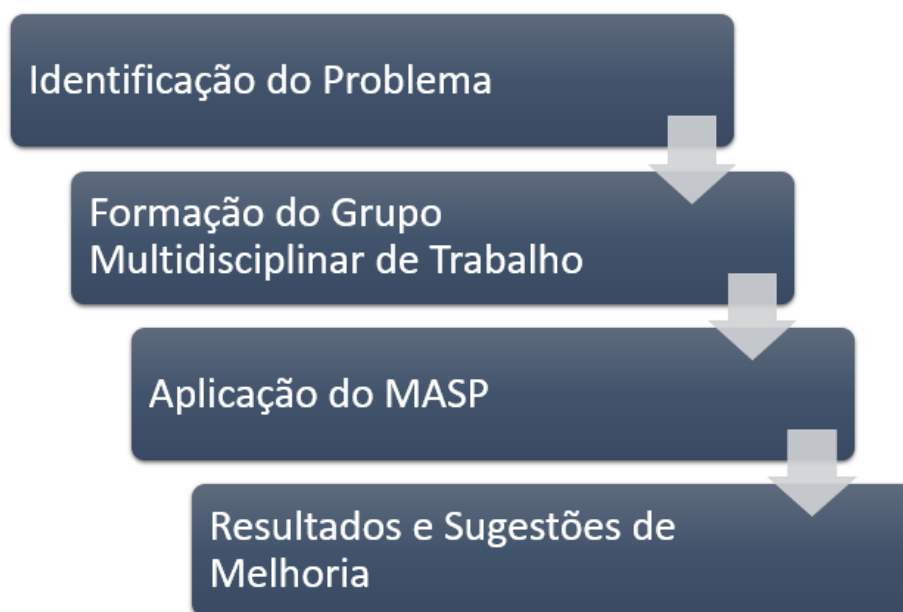 Identificação do Problema
Formação do Grupo
Multidisciplinar de Trabalho
Aplicação do MASP
Resultados e Sugestões de
Melhoria